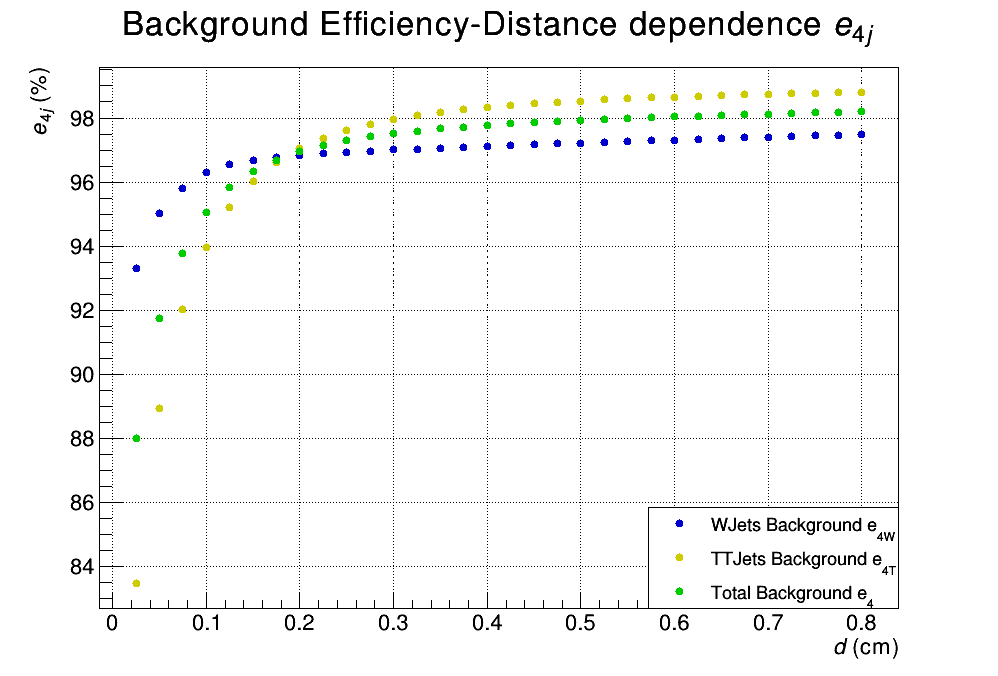 Background Efficiency-Distance dependence e4j
e4j (%)
98
96
94
92
90
88
86
84
WJets Background e4W
TTJets Background e4T
Total Background e4
0 0.1 0.2 0.3 0.4 0.5 0.6 0.7 0.8
d (cm)